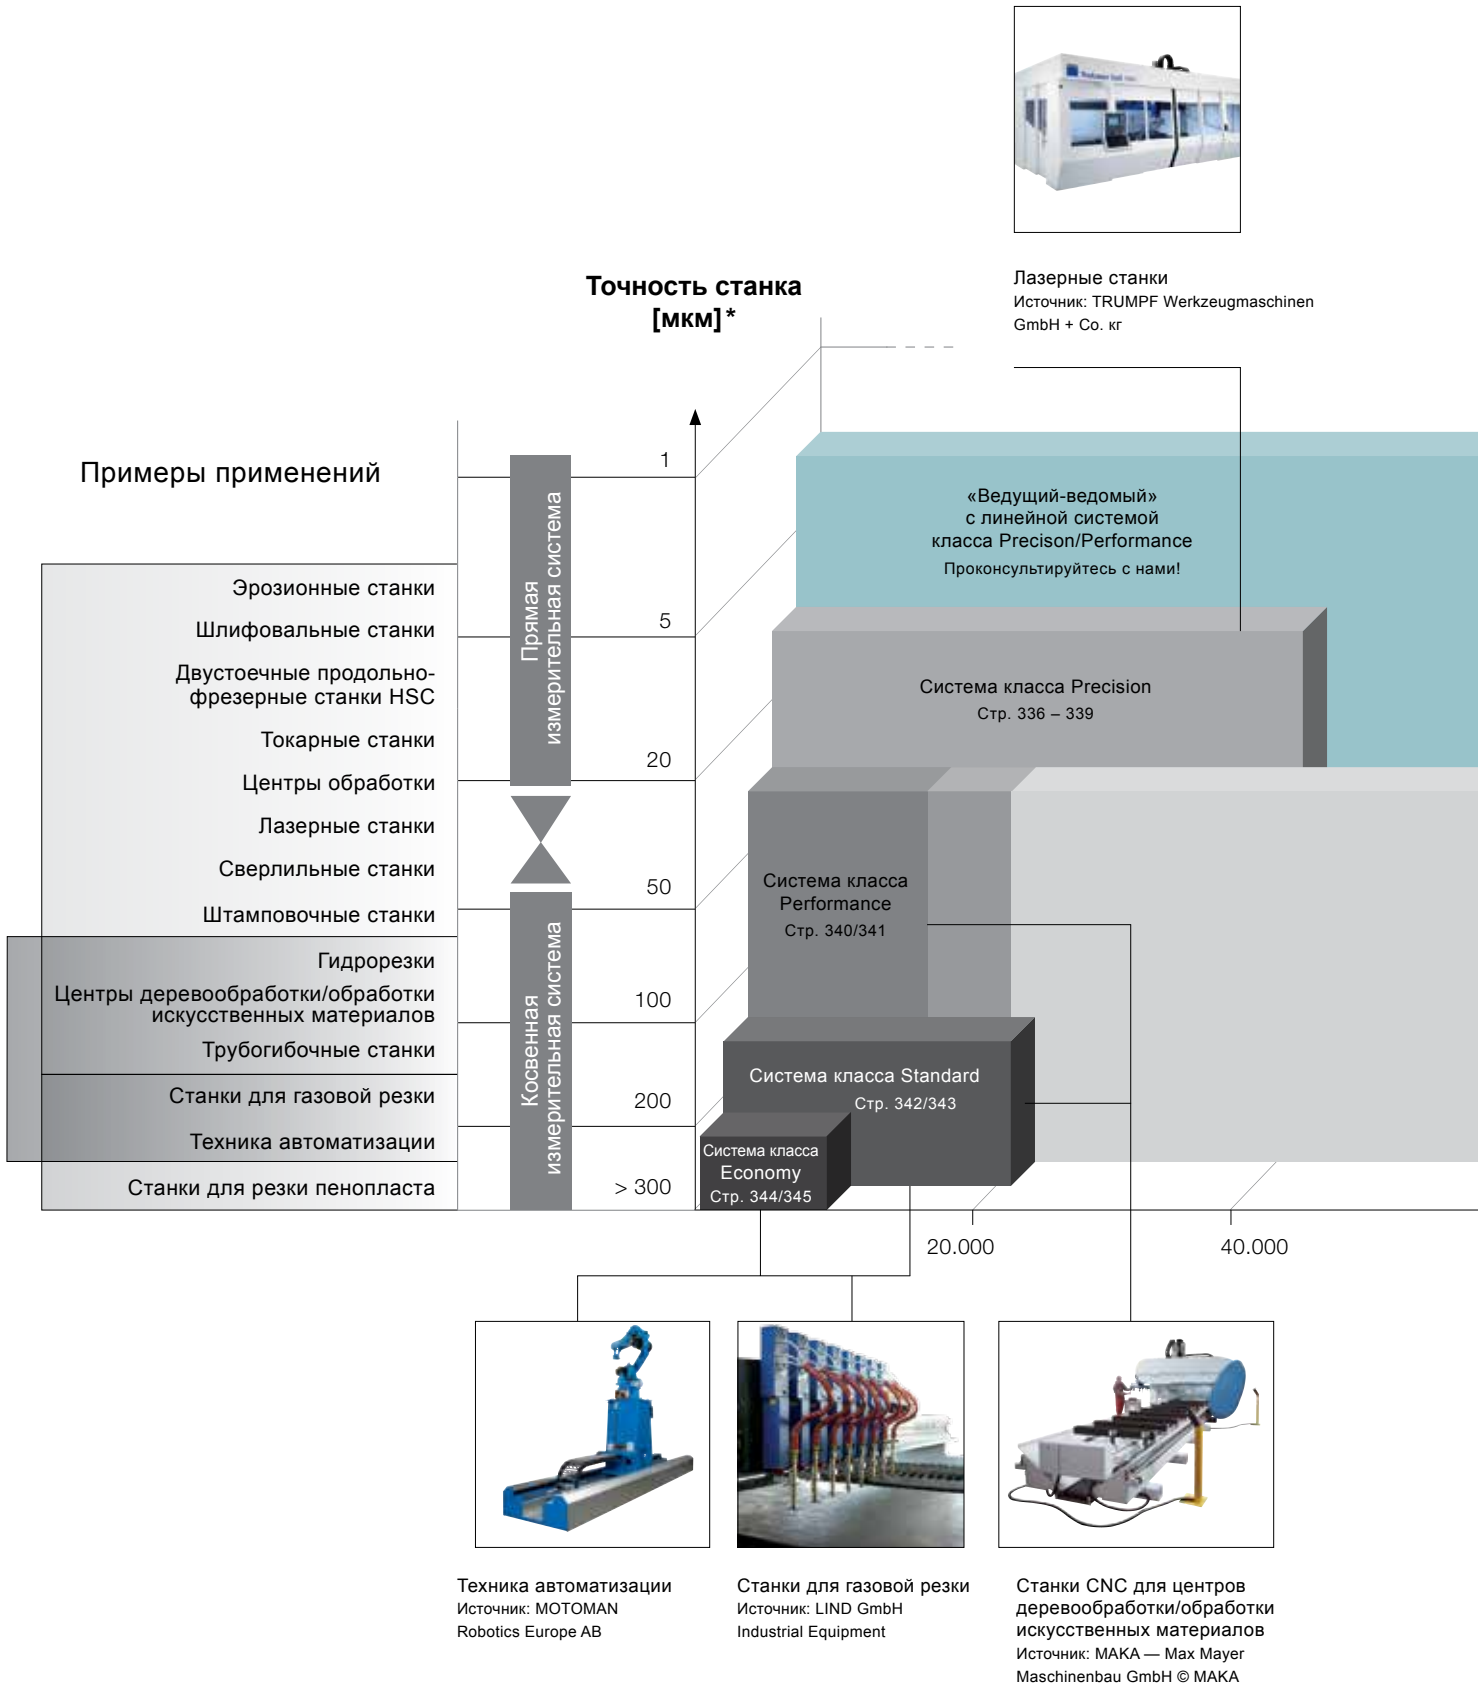 Лазерные станки
Источник: TRUMPF Werkzeugmaschinen
GmbH + Co. кг
Точность станка
[мкм] *
Примеры применений
Эрозионные станки
Шлифовальные станки
Двустоечные продольно-
фрезерные станки HSC
Токарные станки
Центры обработки
Лазерные станки
Сверлильные станки
Штамповочные станки
Гидрорезки
Центры деревообработки/обработки
искусственных материалов
Трубогибочные станки
Станки для газовой резки
Техника автоматизации
Станки для резки пенопласта
Прямая
измерительная система
Косвенная
измерительная система
1
5
20
50
100
200
> 300
«Ведущий-ведомый»
с линейной системой
класса Precison/Performance
Проконсультируйтесь с нами!
Система класса Precision
Стр. 336 – 339
Система класса
Performance
Стр. 340/341
Система класса Standard
Стр. 342/343
Система класса
Economy
Стр. 344/345
20.000
40.000
Техника автоматизации
Источник: MOTOMAN
Robotics Europe AB
Станки для газовой резки
Источник: LIND GmbH
Industrial Equipment
Станки CNC для центров
деревообработки/обработки
искусственных материалов
Источник: MAKA — Max Mayer
Maschinenbau GmbH © MAKA